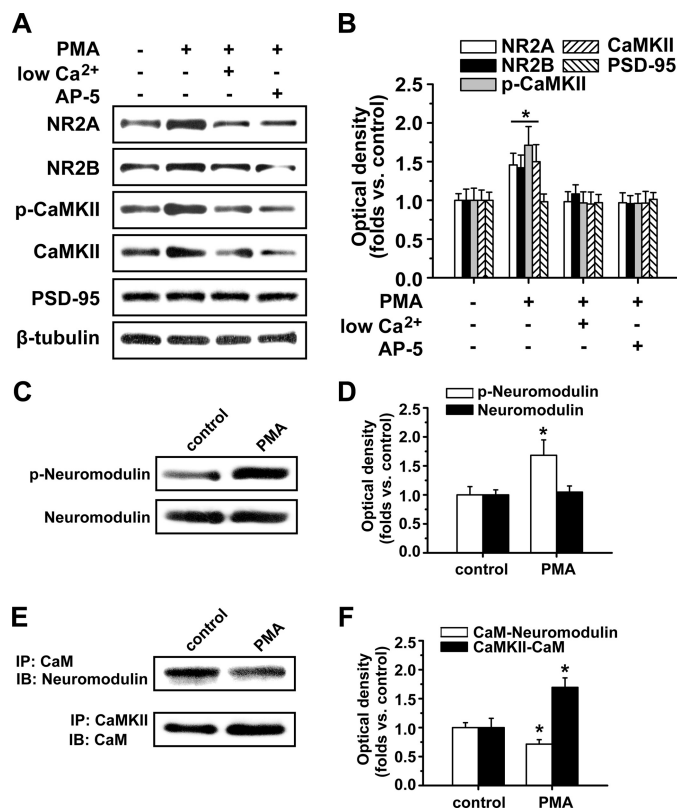 A
PMA - + + +
low Ca2+ - - + -
AP-5 - - - +
NR2A
NR2B
p-CaMKII
CaMKII
PSD-95
β-tubulin
B
NR2A CaMKII
NR2B PSD-95
p-CaMKII
*
Optical density
(folds vs. control)
2.5
2.0
1.5
1.0
0.5
0.0
PMA - + + +
low Ca2+ - - + -
AP-5 - - - +
C
control PMA
p-Neuromodulin
Neuromodulin
D
p-Neuromodulin
Neuromodulin
*
Optical density
(folds vs. control)
2.5
2.0
1.5
1.0
0.5
0.0
control PMA
E
control PMA
IP: CaM
IB: Neuromodulin
IP: CaMKII
IB: CaM
F
CaM-Neuromodulin
CaMKII-CaM
*
*
Optical density
(folds vs. control)
2.5
2.0
1.5
1.0
0.5
0.0
control PMA